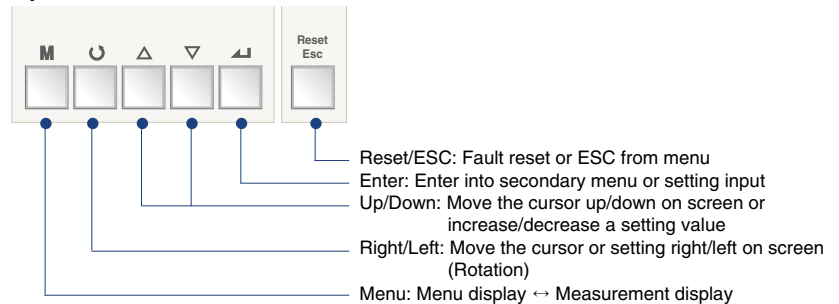 M
Reset
Esc
Reset/ESC: Fault reset or ESC from menu
Enter: Enter into secondary menu or setting input
Up/Down: Move the cursor up/down on screen or
increase/decrease a setting value
Right/Left: Move the cursor or setting right/left on screen
(Rotation)
Menu: Menu display ↔ Measurement display